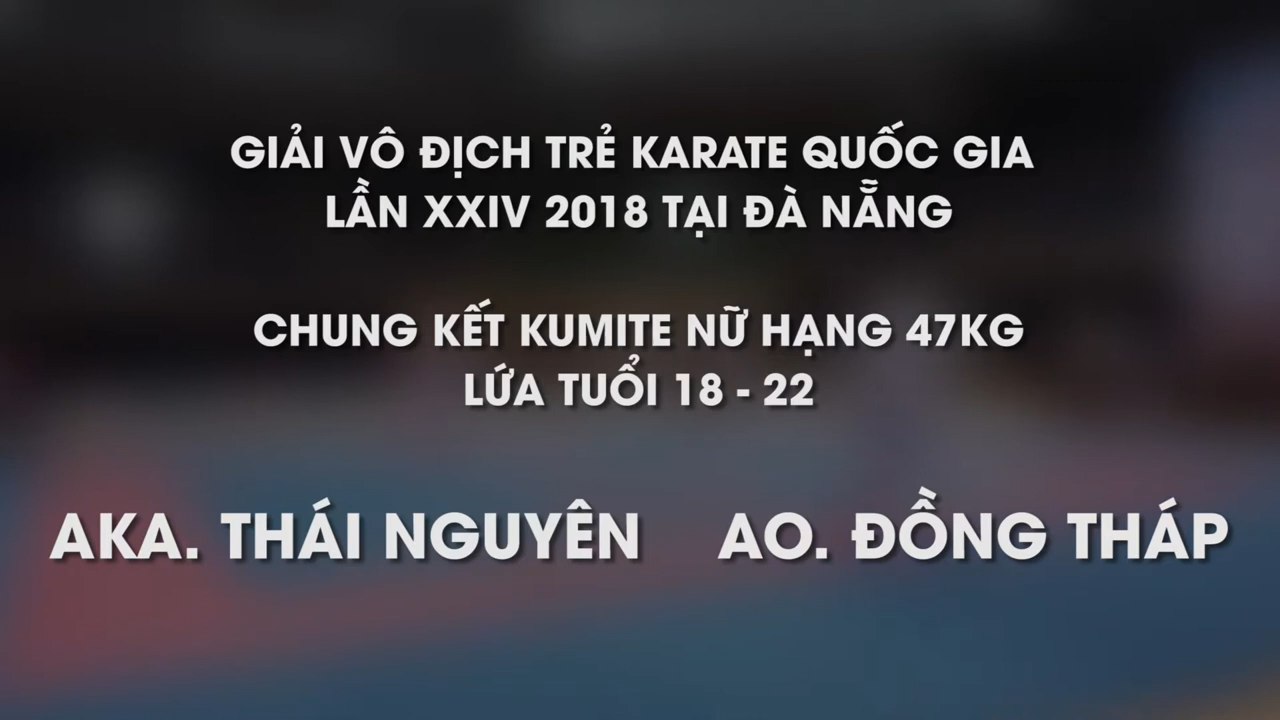 GIẢI VÔ ĐỊCH TRẺ KARATE QUỐC GIA
LẦN XXIV 2018 TẠI ĐÀ NẴNG
CHUNG KẾT KUMITE NỮ HẠNG 47KG
LỨA TUỔI 18 - 22
AKA. THÁI NGUYÊN AO. ĐỒNG THÁP